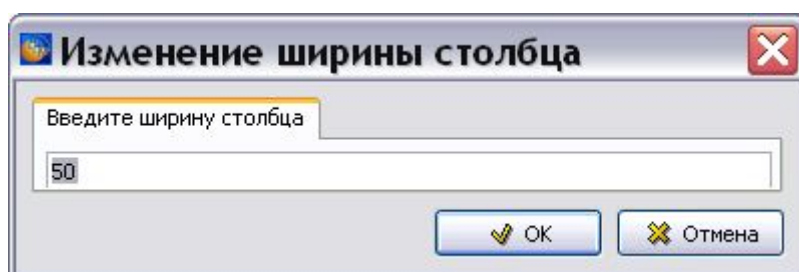 Изменение ширины столбца
Введите ширину столбца
50
OK
Отмена